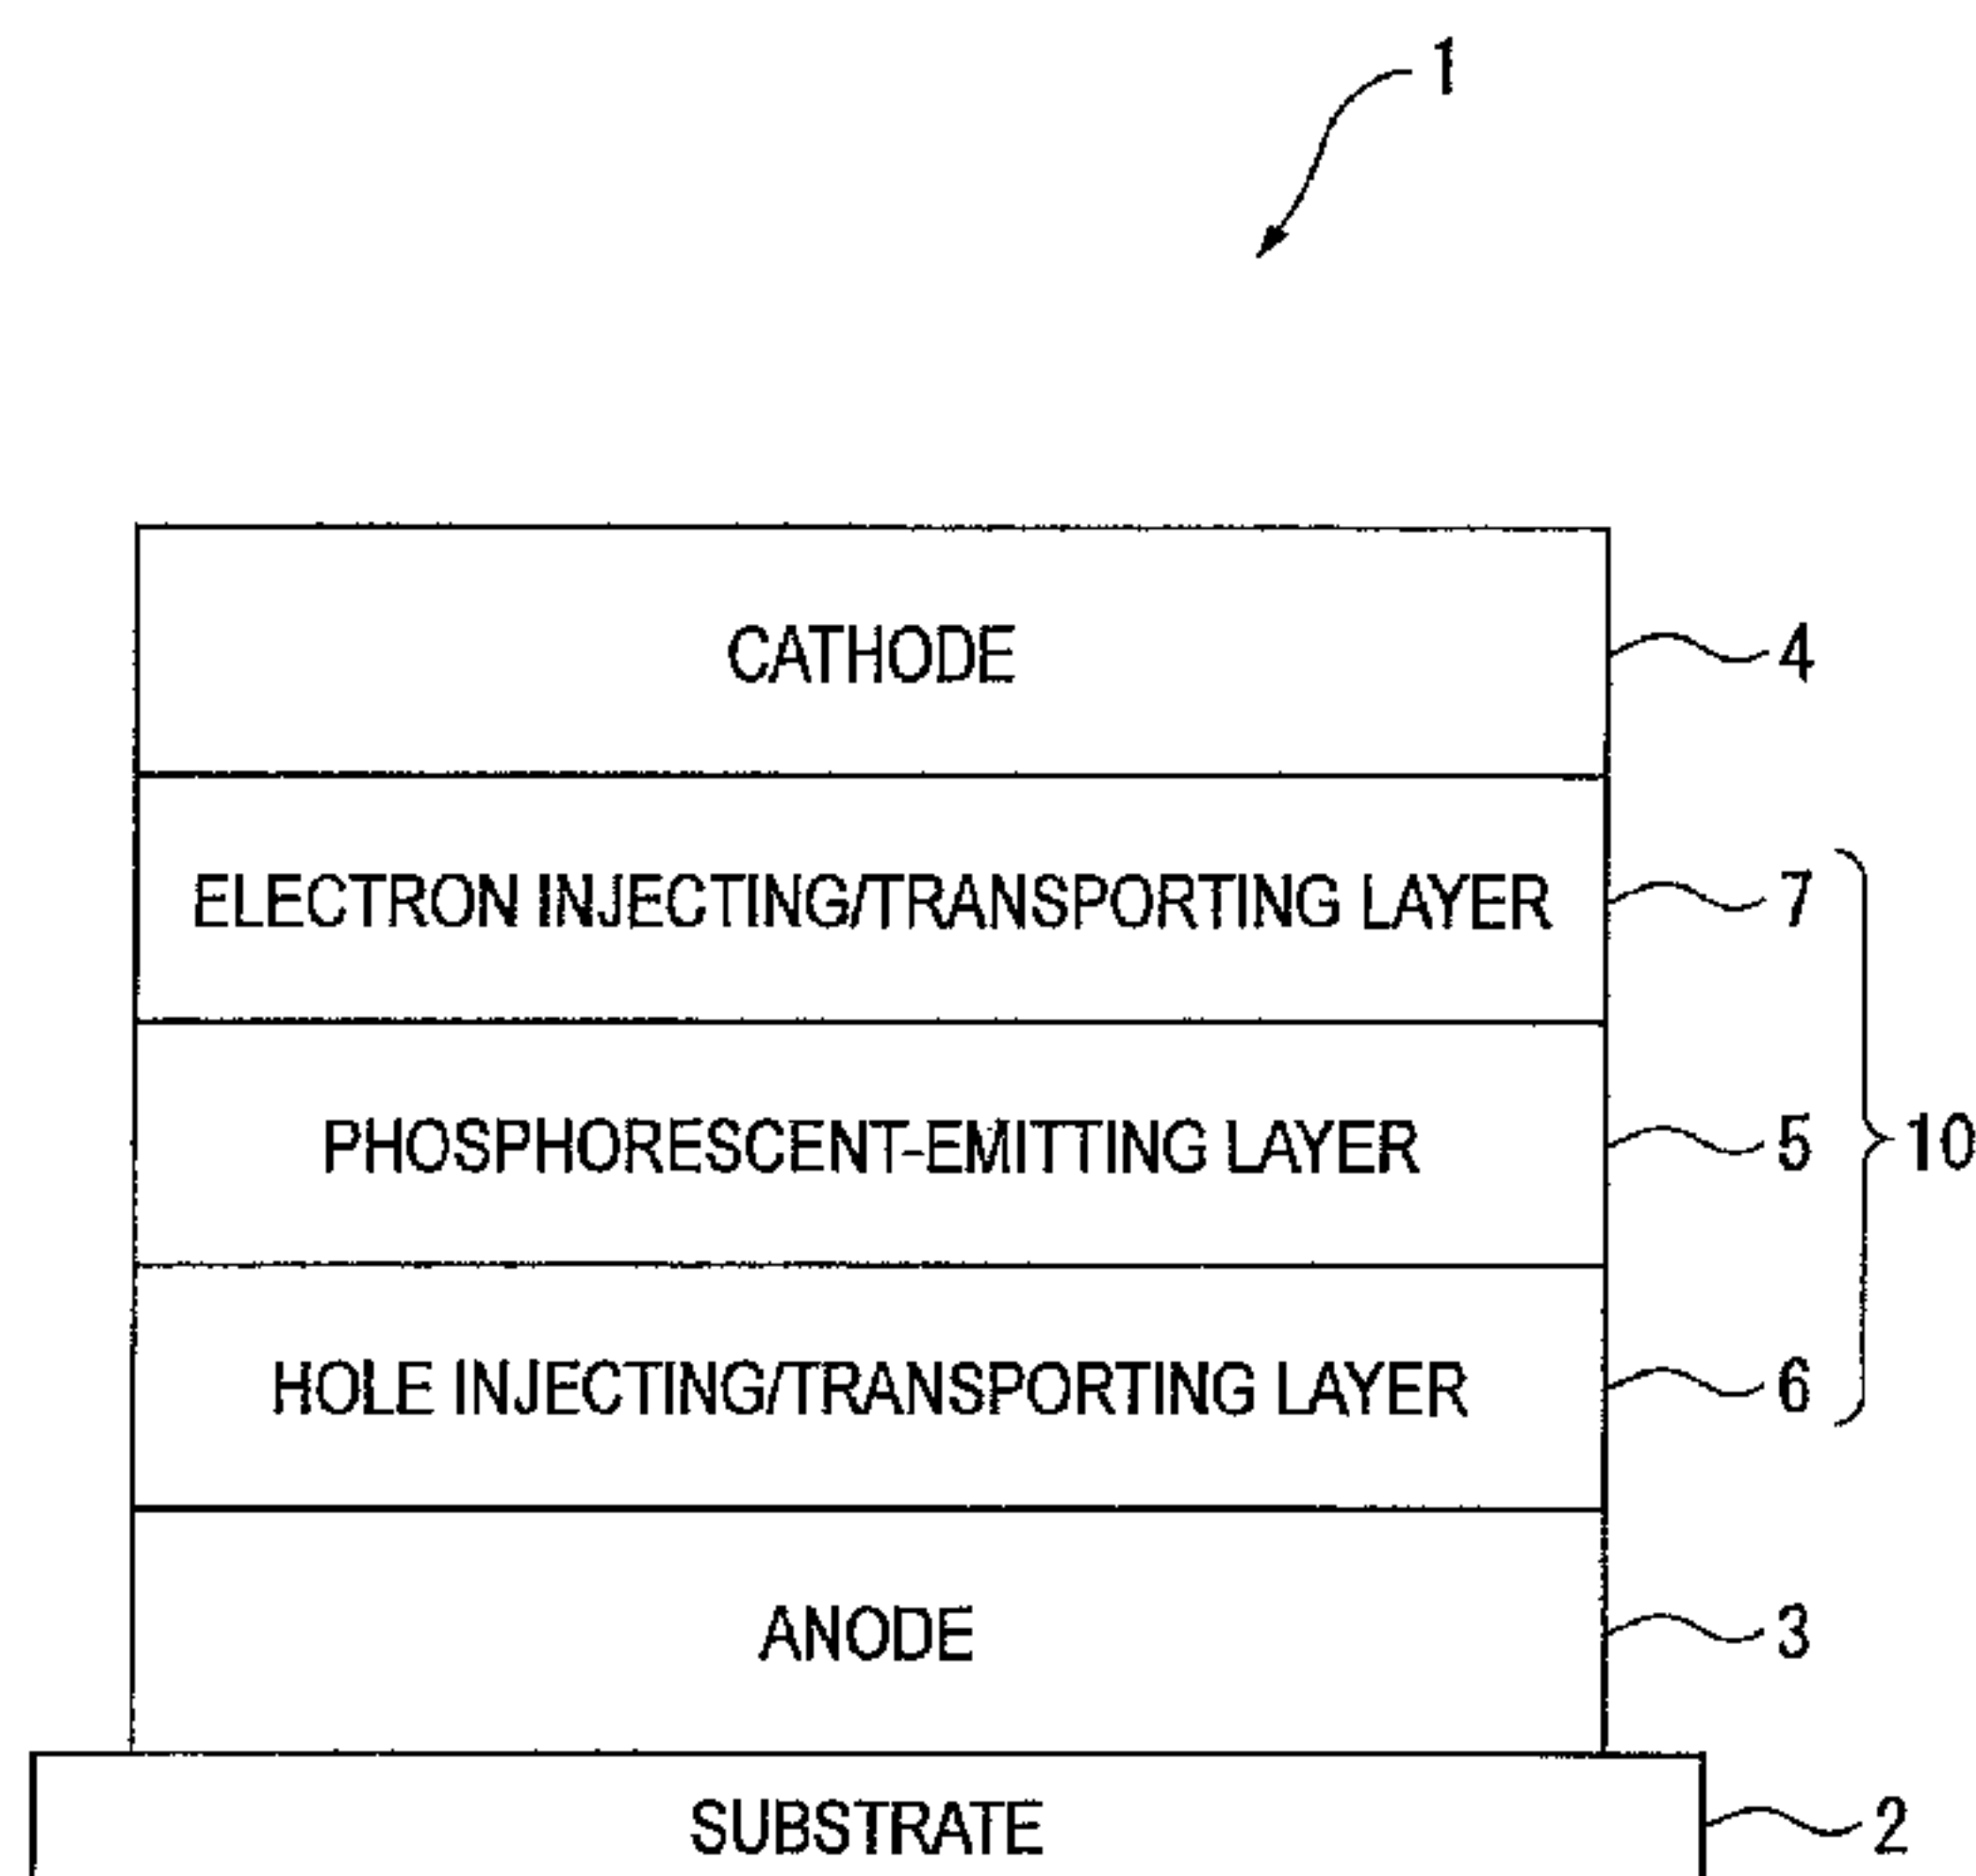 1
CATHODE 4
ELECTRON INJECTING/TRANSPORTING LAYER 7
PHOSPHORESCENT-EMITTING LAYER 5 10
HOLE INJECTING/TRANSPORTING LAYER 6
ANODE 3
SUBSTRATE 2